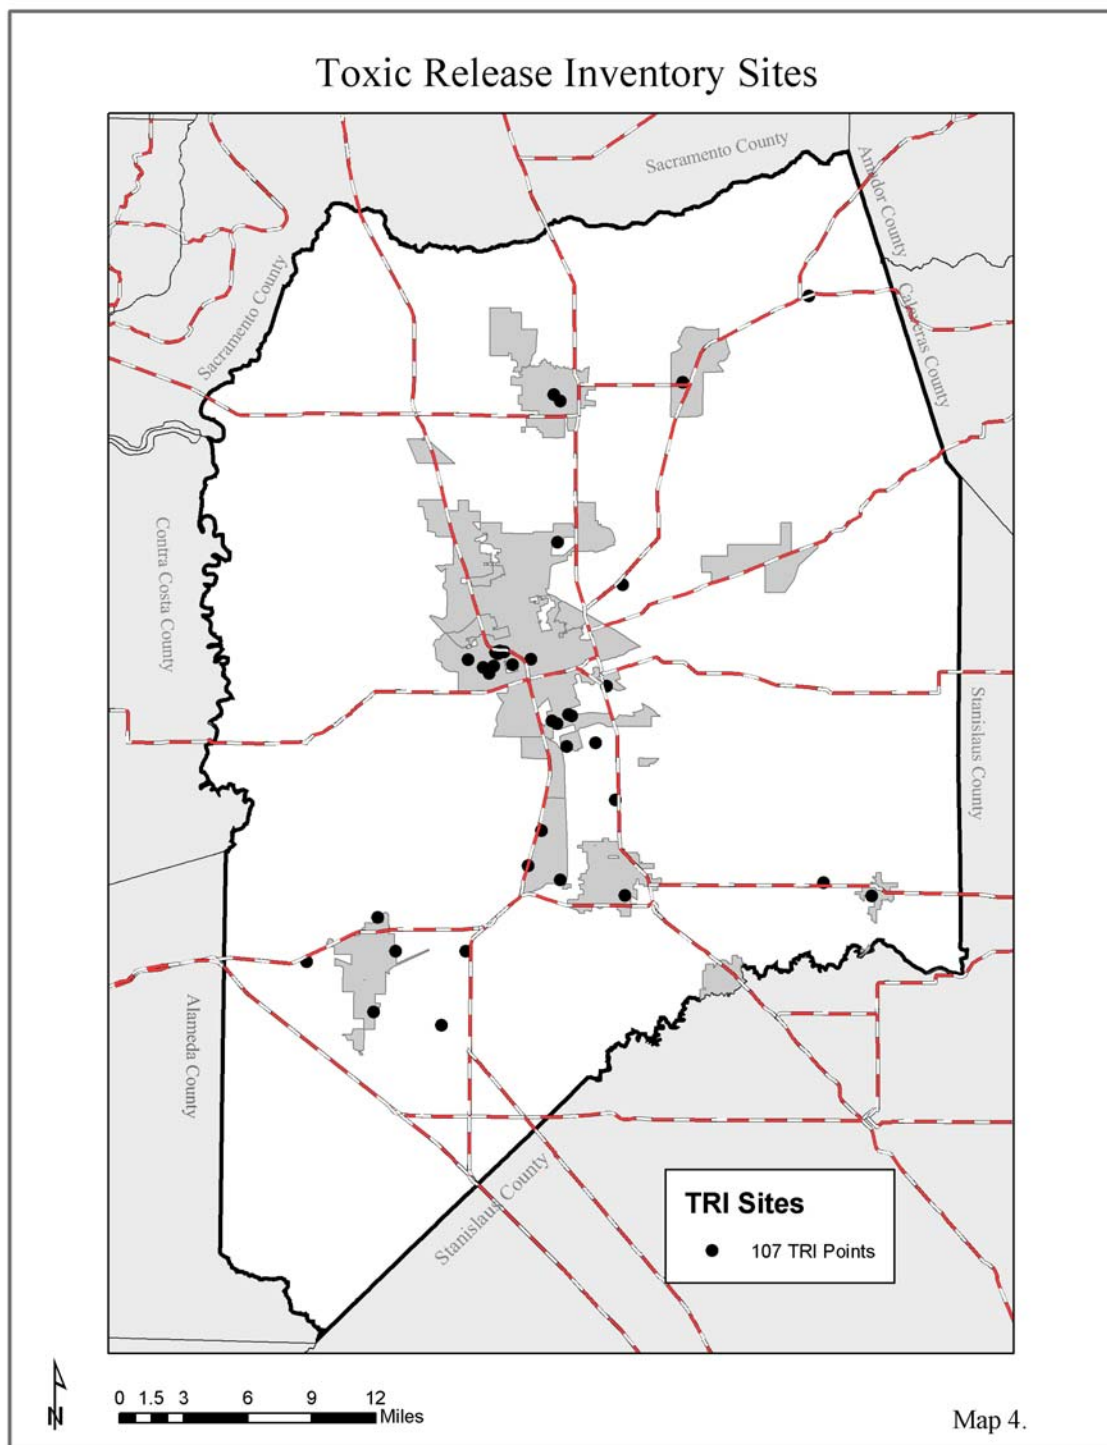 Toxic Release Inventory Sites
Sacramento County
Amador County
Sacramento County
Calaveras County
Contra Costa County
Stanislaus County
Alameda County
Stanislaus County
TRI Sites
107 TRI Points
0 1.5 3 6 9 12
Miles
N
Map 4.